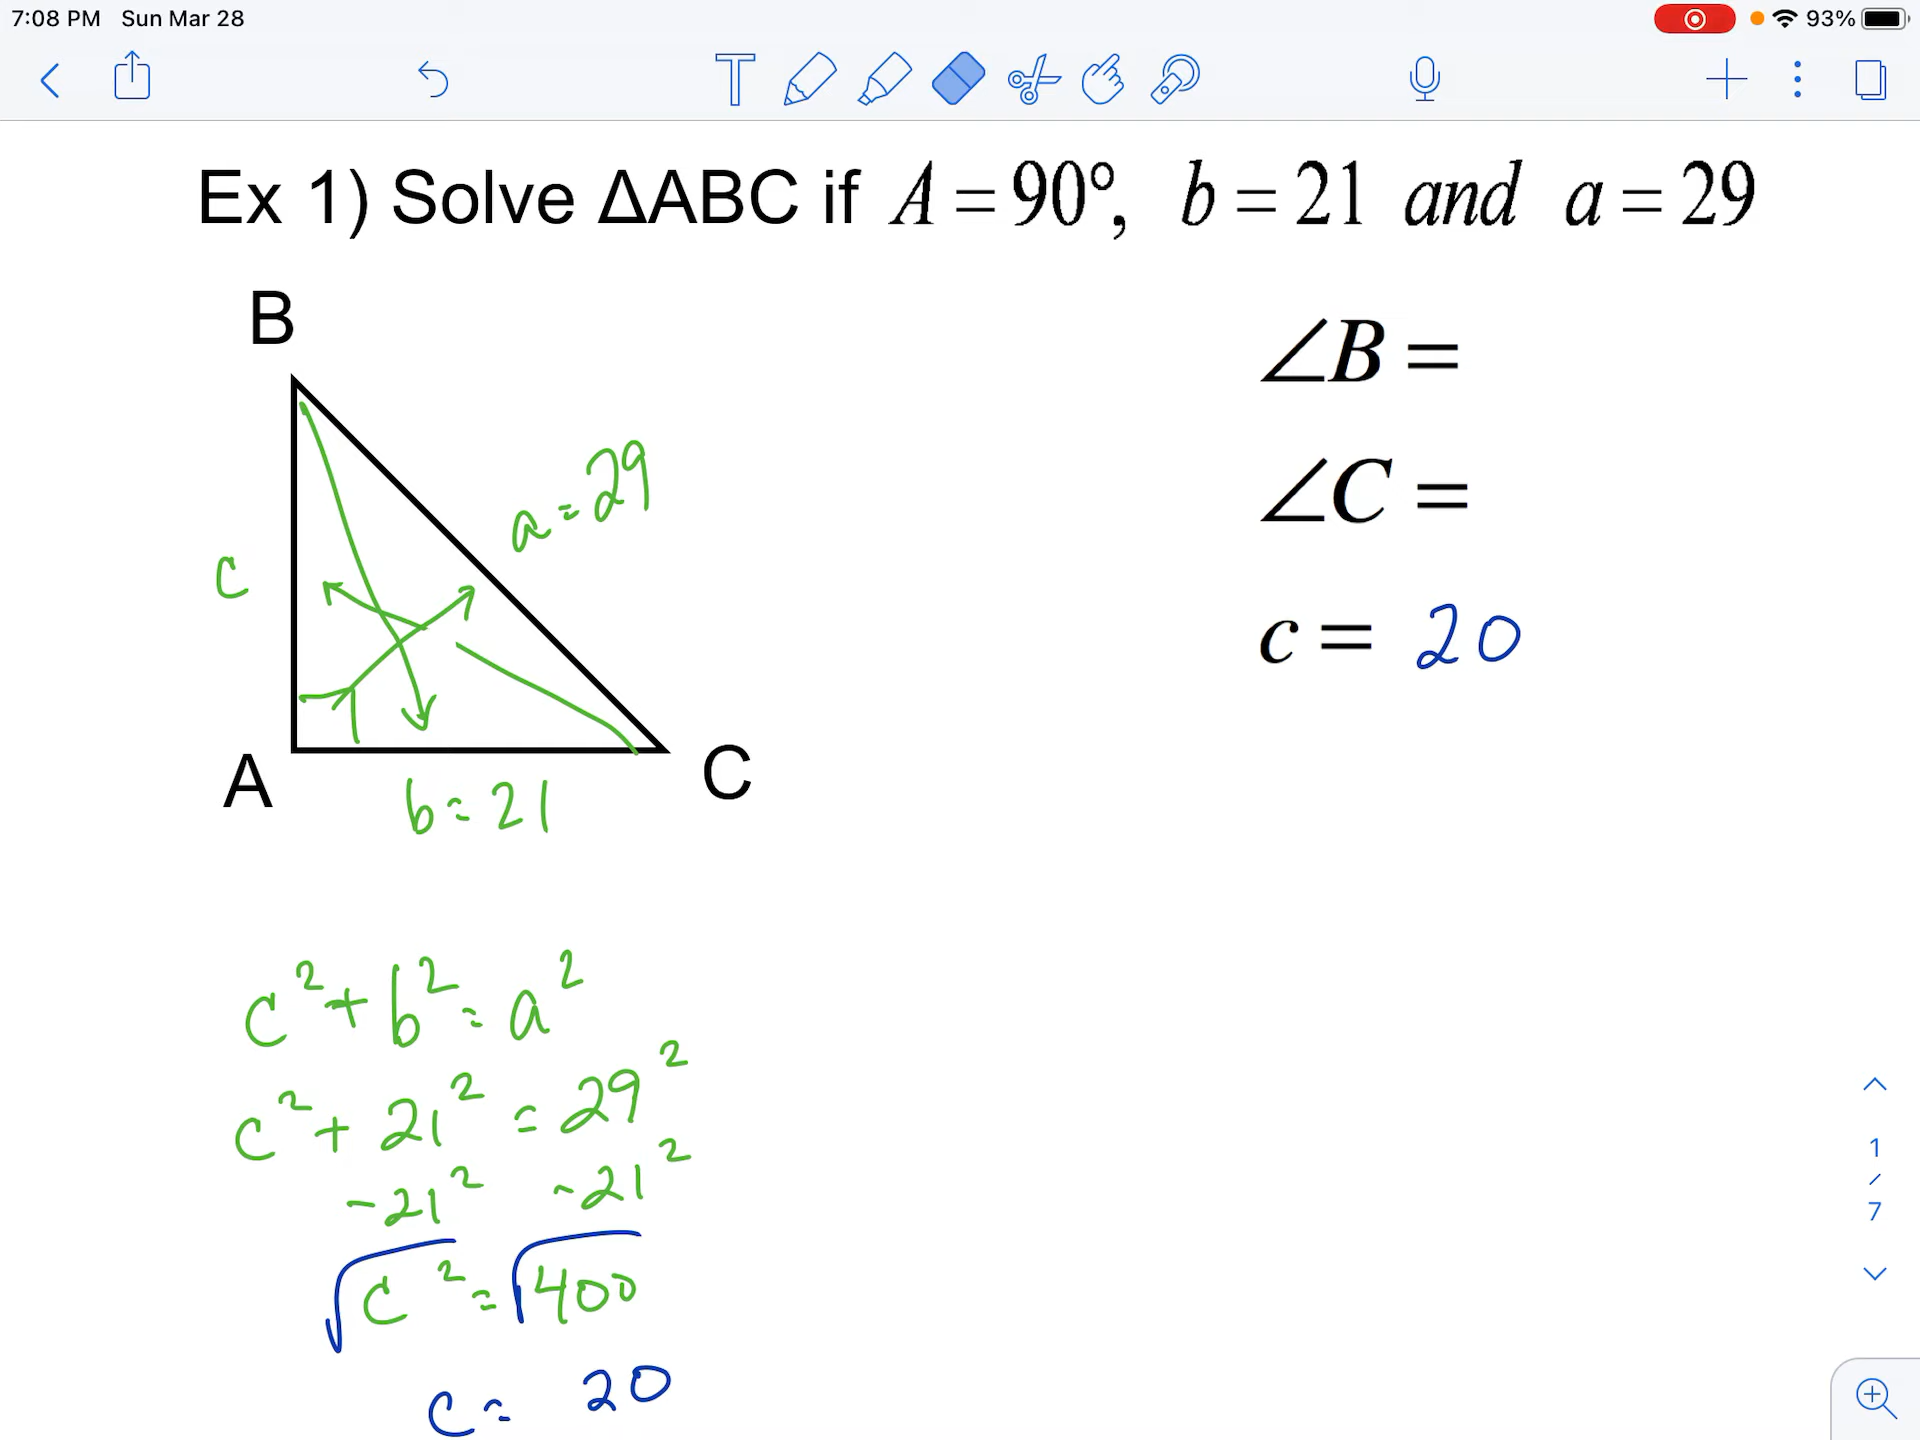 7:08 PM Sun Mar 28
93%
T
Ex 1) Solve ΔABC if A = 90°, b = 21 and a = 29
B
∠B =
a = 29
∠C =
c
c = 20
A
C
b = 21
c² + b² = a²
c² + 21² = 29²
-21² -21²
√c² = √400
c = 20
1
/
7